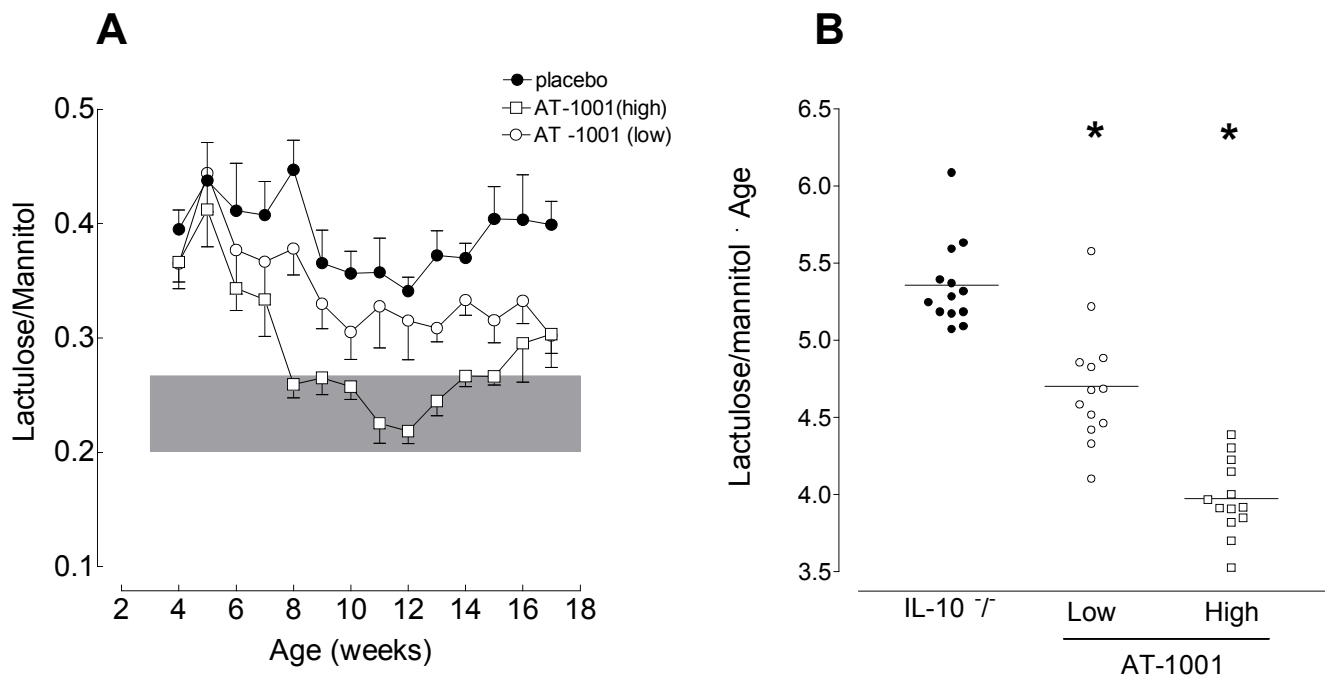 A
placebo
AT-1001(high)
AT -1001 (low)
0.5
0.4
0.3
0.2
0.1
Lactulose/Mannitol
2 4 6 8 10 12 14 16 18
Age (weeks)
B
6.5
6.0
5.5
5.0
4.5
4.0
3.5
Lactulose/mannitol · Age
* *
IL-10 -/- Low High
AT-1001